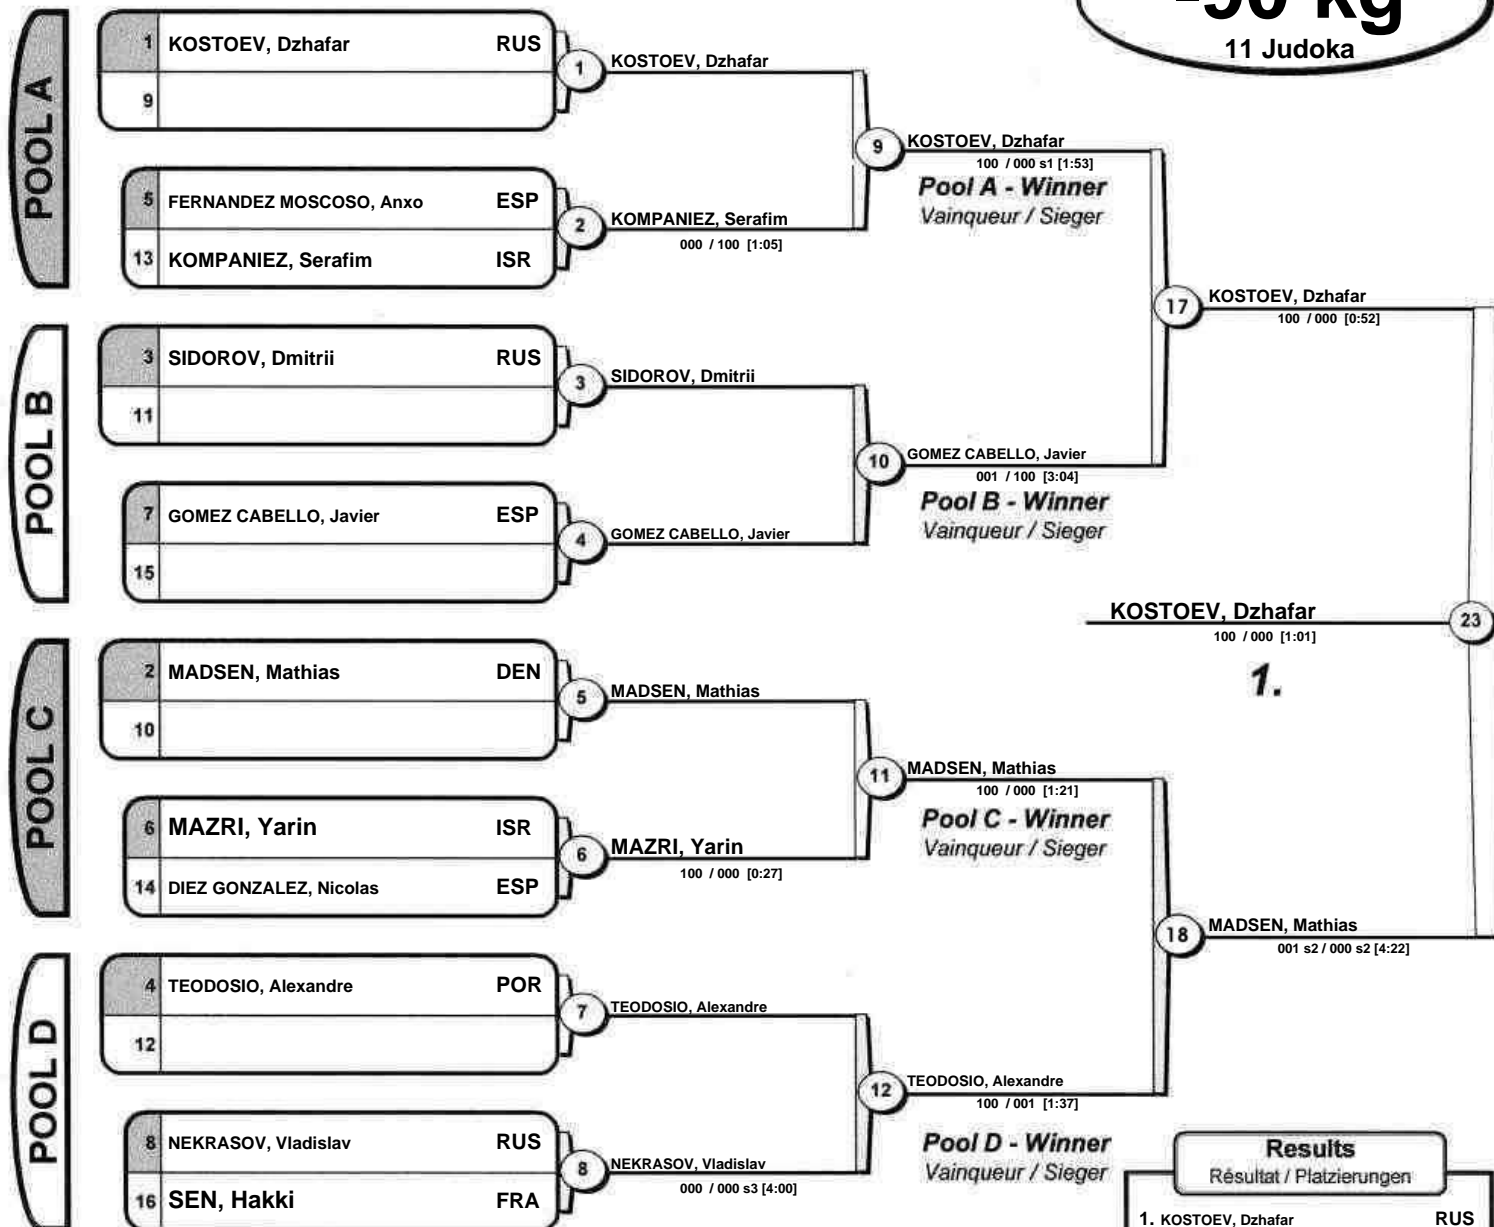 -90 kg
11 Judoka
POOL A
1 KOSTOEV, Dzhafar RUS
9
1 KOSTOEV, Dzhafar
5 FERNANDEZ MOSCOSO, Anxo ESP
13 KOMPANIEZ, Serafim ISR
2 KOMPANIEZ, Serafim
000 / 100 [1:05]
9 KOSTOEV, Dzhafar
100 / 000 s1 [1:53]
Pool A - Winner
Vainqueur / Sieger
POOL B
3 SIDOROV, Dmitrii RUS
11
3 SIDOROV, Dmitrii
7 GOMEZ CABELLO, Javier ESP
15
4 GOMEZ CABELLO, Javier
10 GOMEZ CABELLO, Javier
001 / 100 [3:04]
Pool B - Winner
Vainqueur / Sieger
17 KOSTOEV, Dzhafar
100 / 000 [0:52]
KOSTOEV, Dzhafar 23
100 / 000 [1:01]
1.
POOL C
2 MADSEN, Mathias DEN
10
5 MADSEN, Mathias
6 MAZRI, Yarin ISR
14 DIEZ GONZALEZ, Nicolas ESP
6 MAZRI, Yarin
100 / 000 [0:27]
11 MADSEN, Mathias
100 / 000 [1:21]
Pool C - Winner
Vainqueur / Sieger
POOL D
4 TEODOSIO, Alexandre POR
12
7 TEODOSIO, Alexandre
8 NEKRASOV, Vladislav RUS
16 SEN, Hakki FRA
8 NEKRASOV, Vladislav
000 / 000 s3 [4:00]
12 TEODOSIO, Alexandre
100 / 001 [1:37]
Pool D - Winner
Vainqueur / Sieger
18 MADSEN, Mathias
001 s2 / 000 s2 [4:22]
Results
Résultat / Platzierungen
1. KOSTOEV, Dzhafar RUS